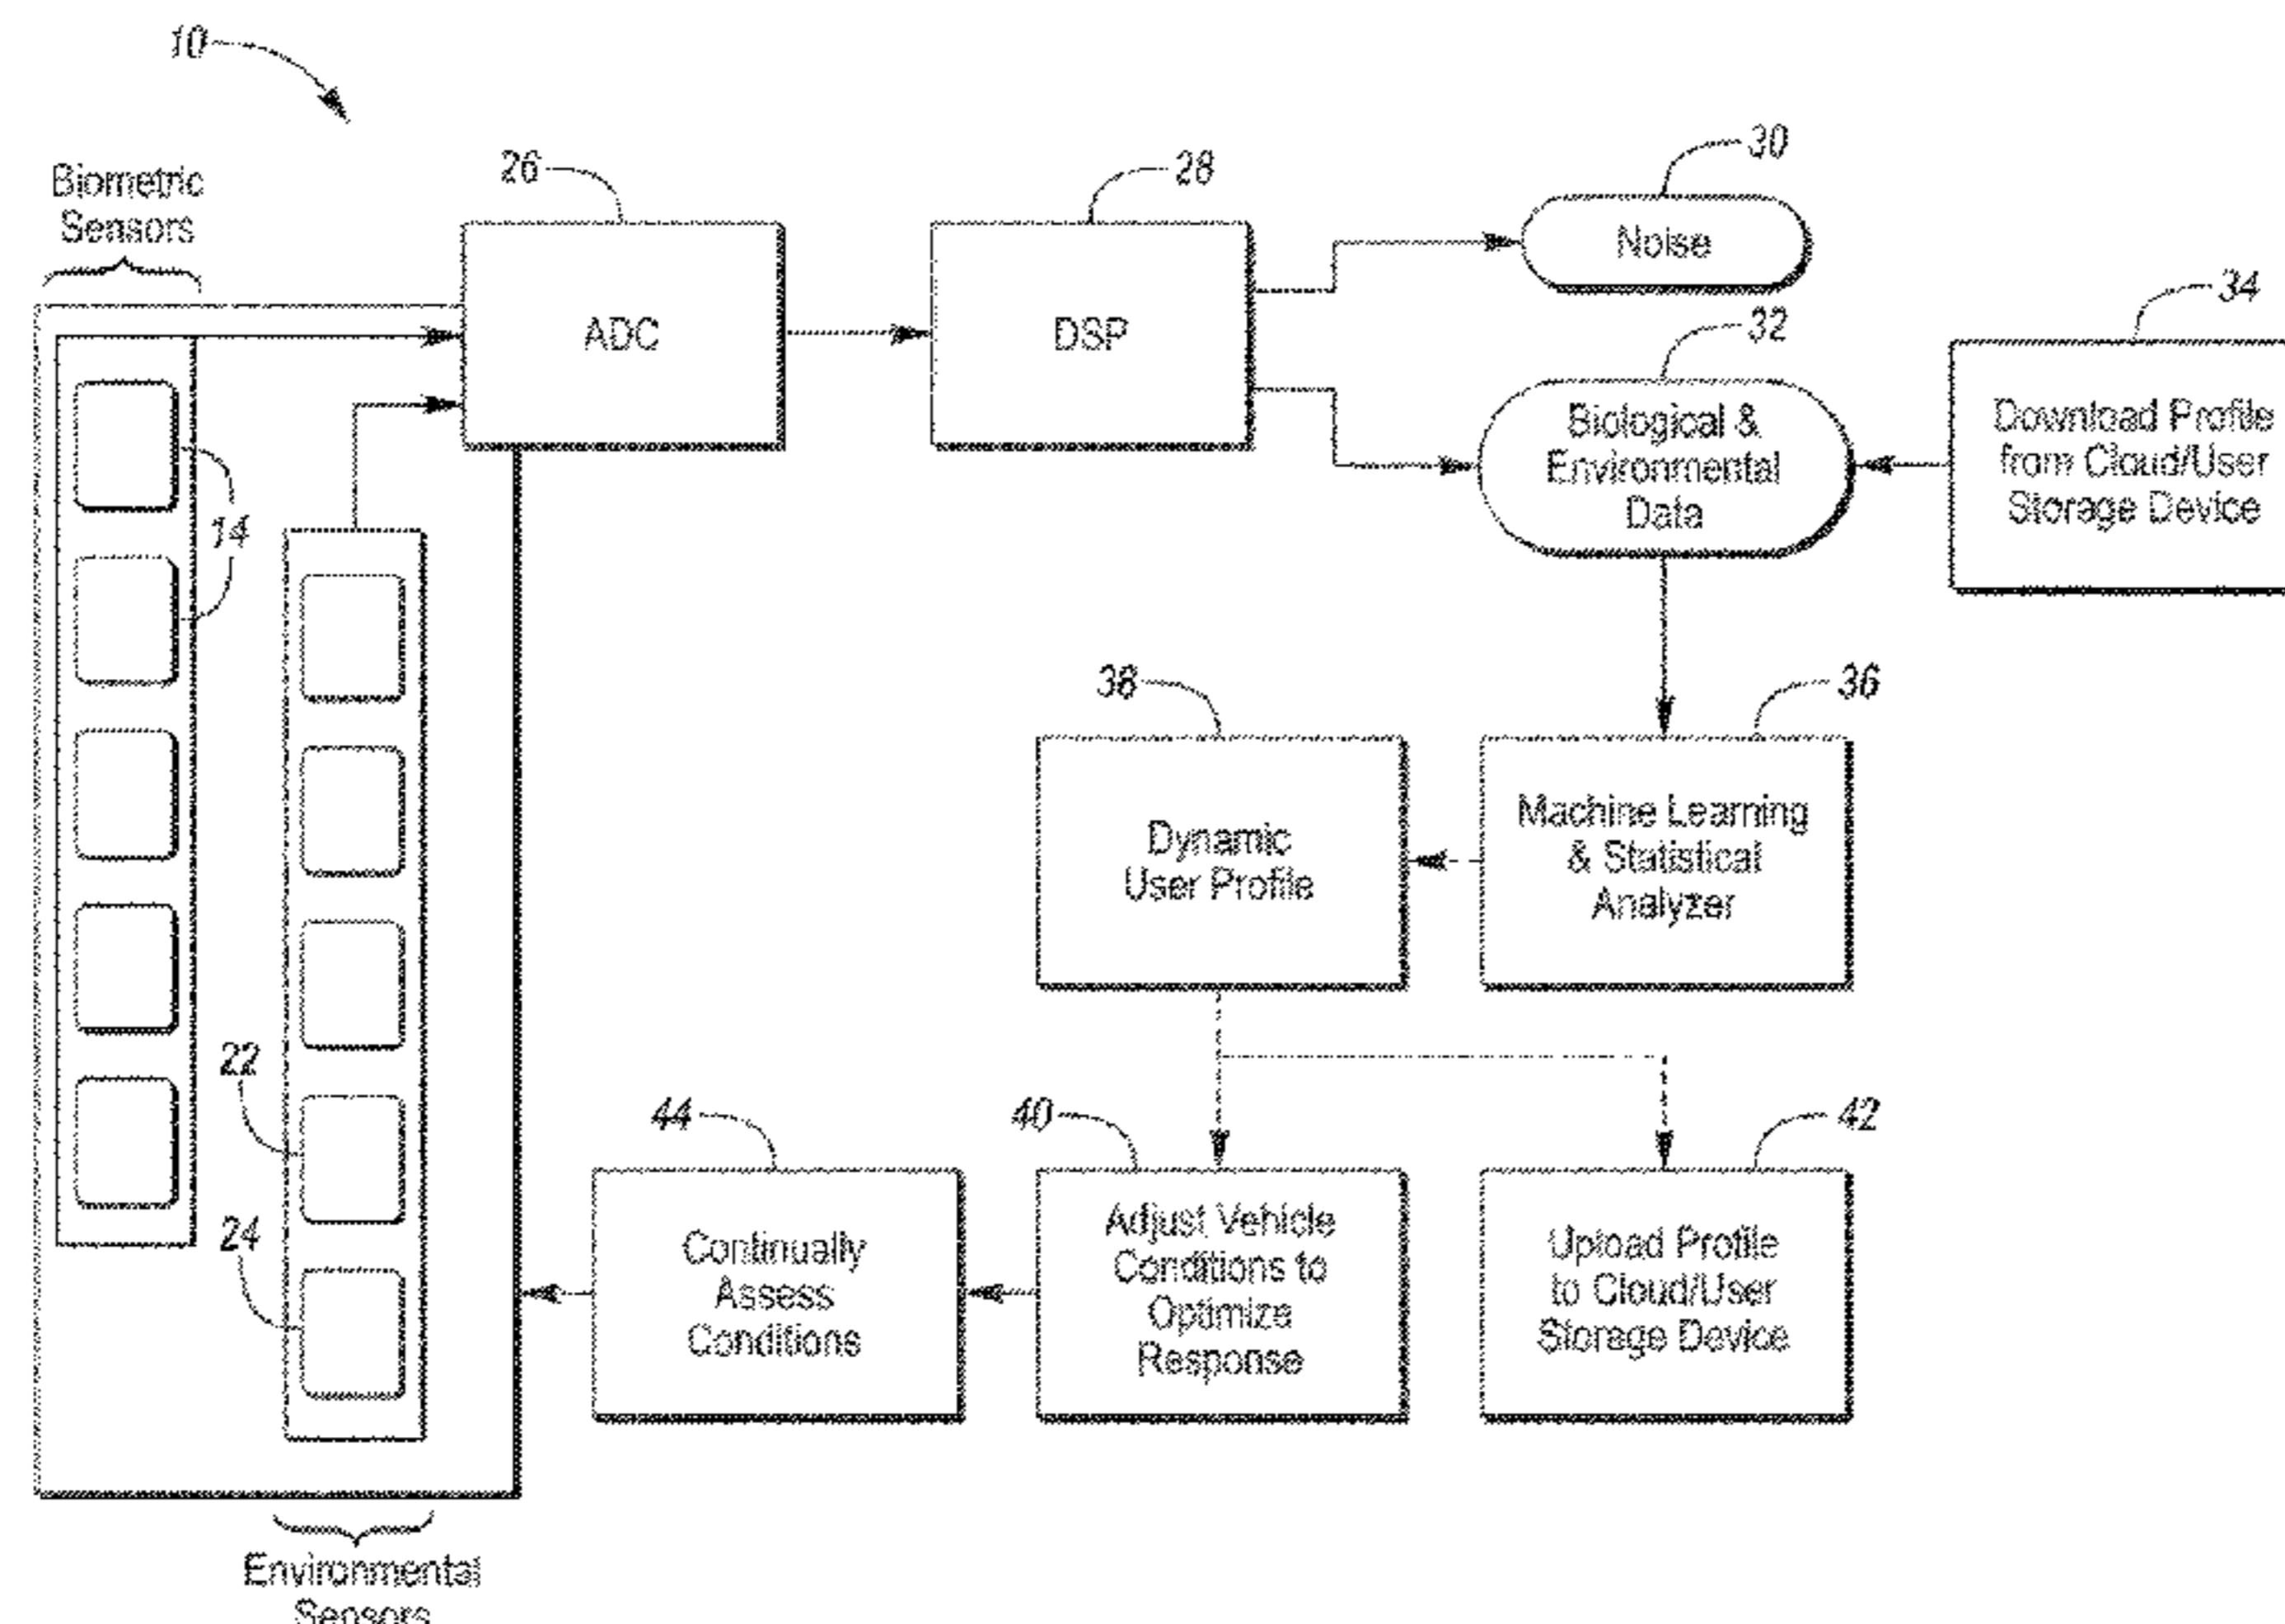 10
Biometric
Sensors
26
28
30
ADC
DSP
Noise
32
34
Biological &
Environmental
Data
Download Profile
from Cloud/User
Storage Device
14
38
36
Dynamic
User Profile
Machine Learning
& Statistical
Analyzer
22
24
44
40
42
Continually
Assess
Conditions
Adjust Vehicle
Conditions to
Optimize
Response
Upload Profile
to Cloud/User
Storage Device
Environmental
Sensors